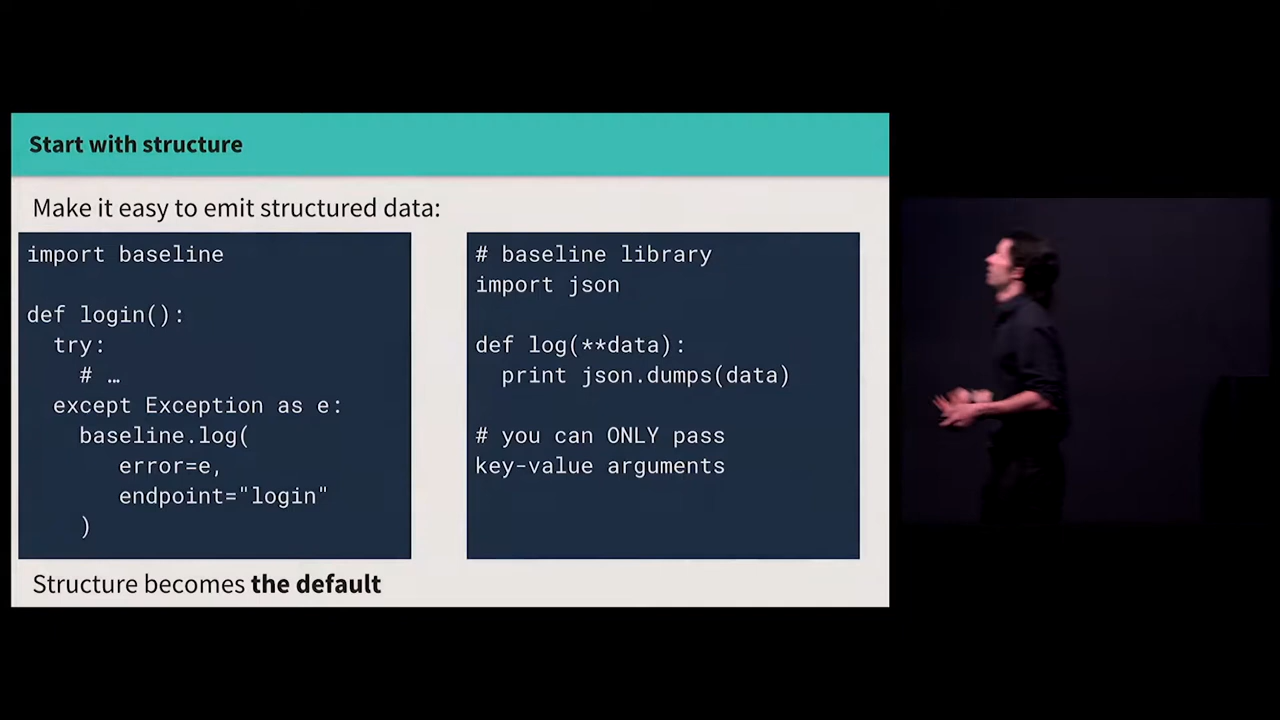 Start with structure
Make it easy to emit structured data:
import baseline
def login():
try:
# …
except Exception as e:
baseline.log(
error=e,
endpoint="login"
)
# baseline library
import json
def log(**data):
print json.dumps(data)
# you can ONLY pass
key-value arguments
Structure becomes the default